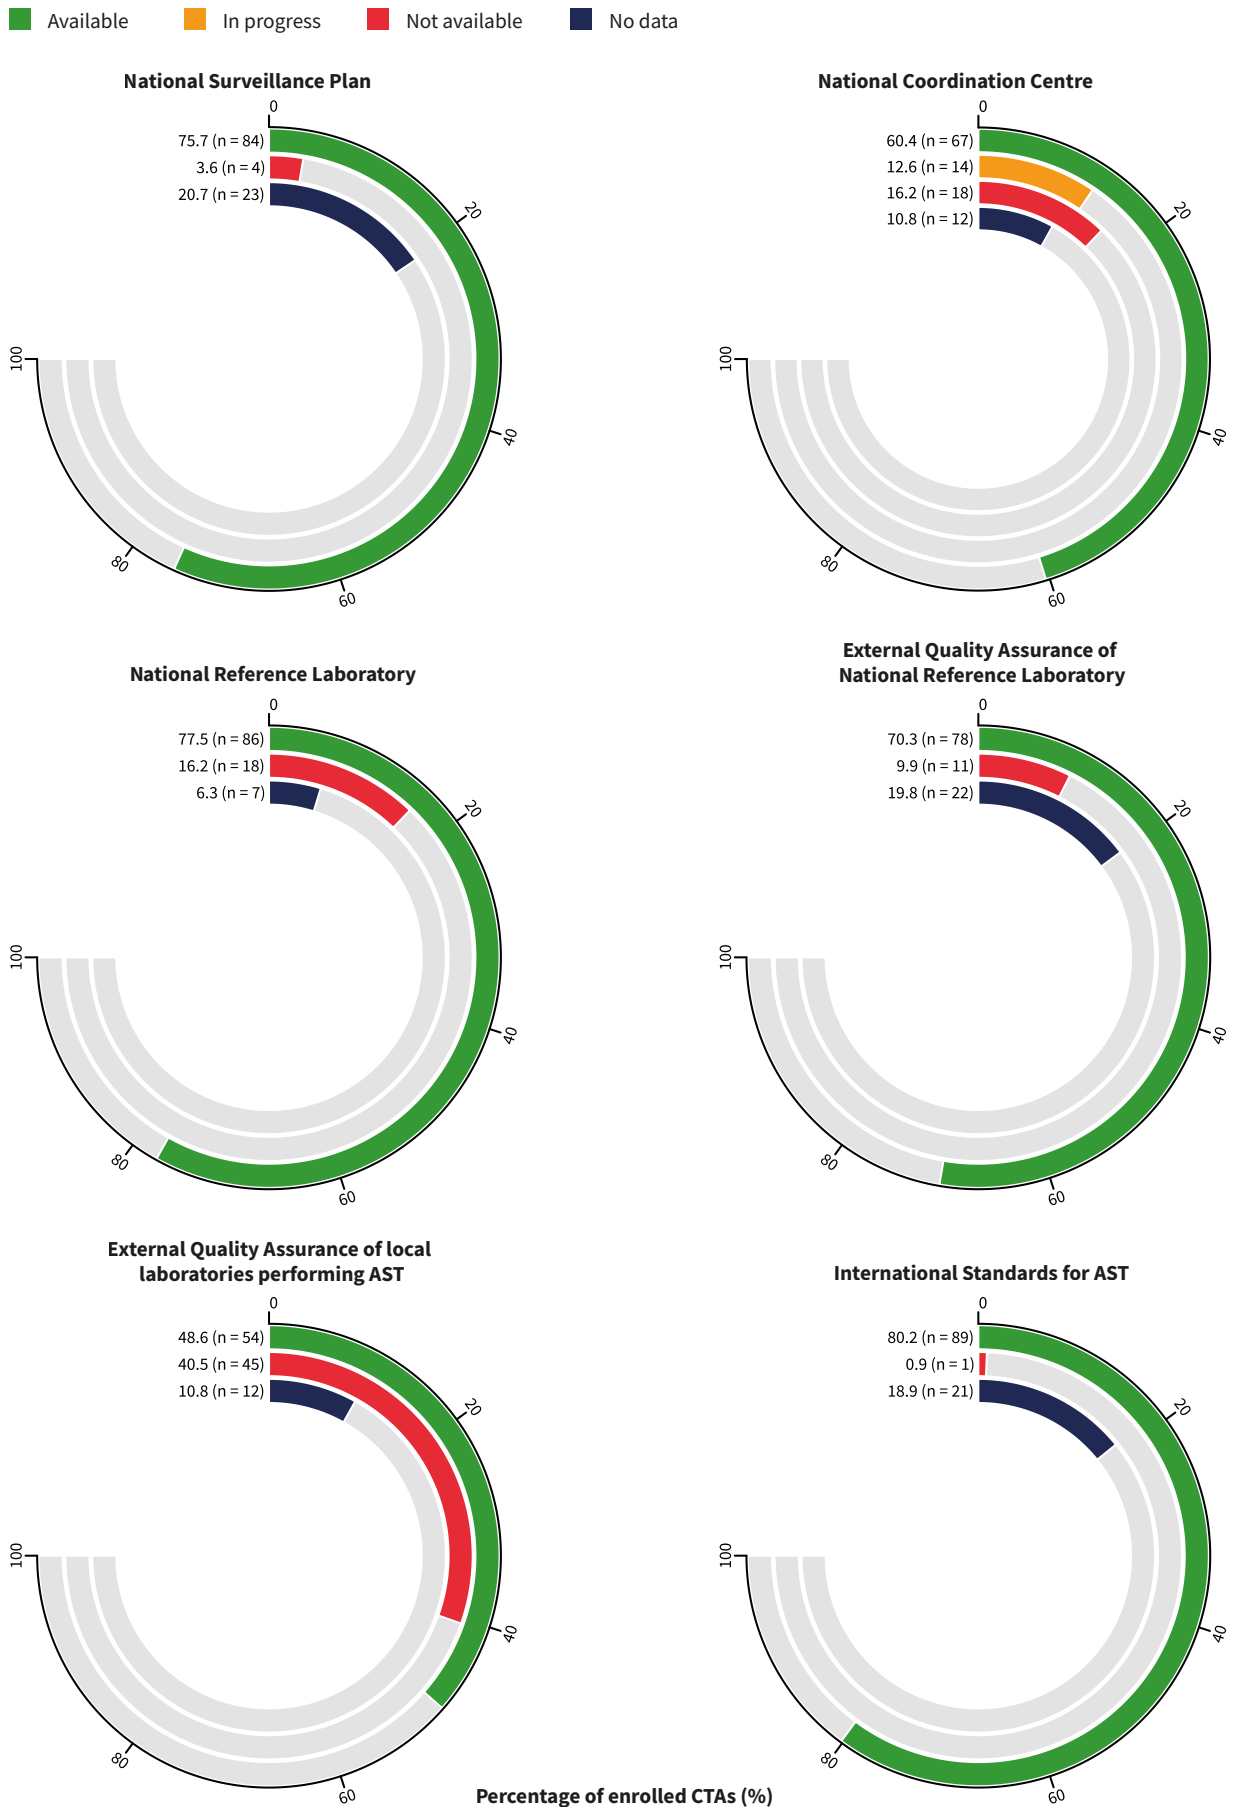 Available
In progress
Not available
No data
National Surveillance Plan
0
75.7 (n = 84)
3.6 (n = 4)
20.7 (n = 23)
20
40
60
80
100
National Coordination Centre
0
60.4 (n = 67)
12.6 (n = 14)
16.2 (n = 18)
10.8 (n = 12)
20
40
60
80
100
National Reference Laboratory
0
77.5 (n = 86)
16.2 (n = 18)
6.3 (n = 7)
20
40
60
80
100
External Quality Assurance of
National Reference Laboratory
0
70.3 (n = 78)
9.9 (n = 11)
19.8 (n = 22)
20
40
60
80
100
External Quality Assurance of local
laboratories performing AST
0
48.6 (n = 54)
40.5 (n = 45)
10.8 (n = 12)
20
40
60
80
100
International Standards for AST
0
80.2 (n = 89)
0.9 (n = 1)
18.9 (n = 21)
20
40
60
80
100
Percentage of enrolled CTAs (%)